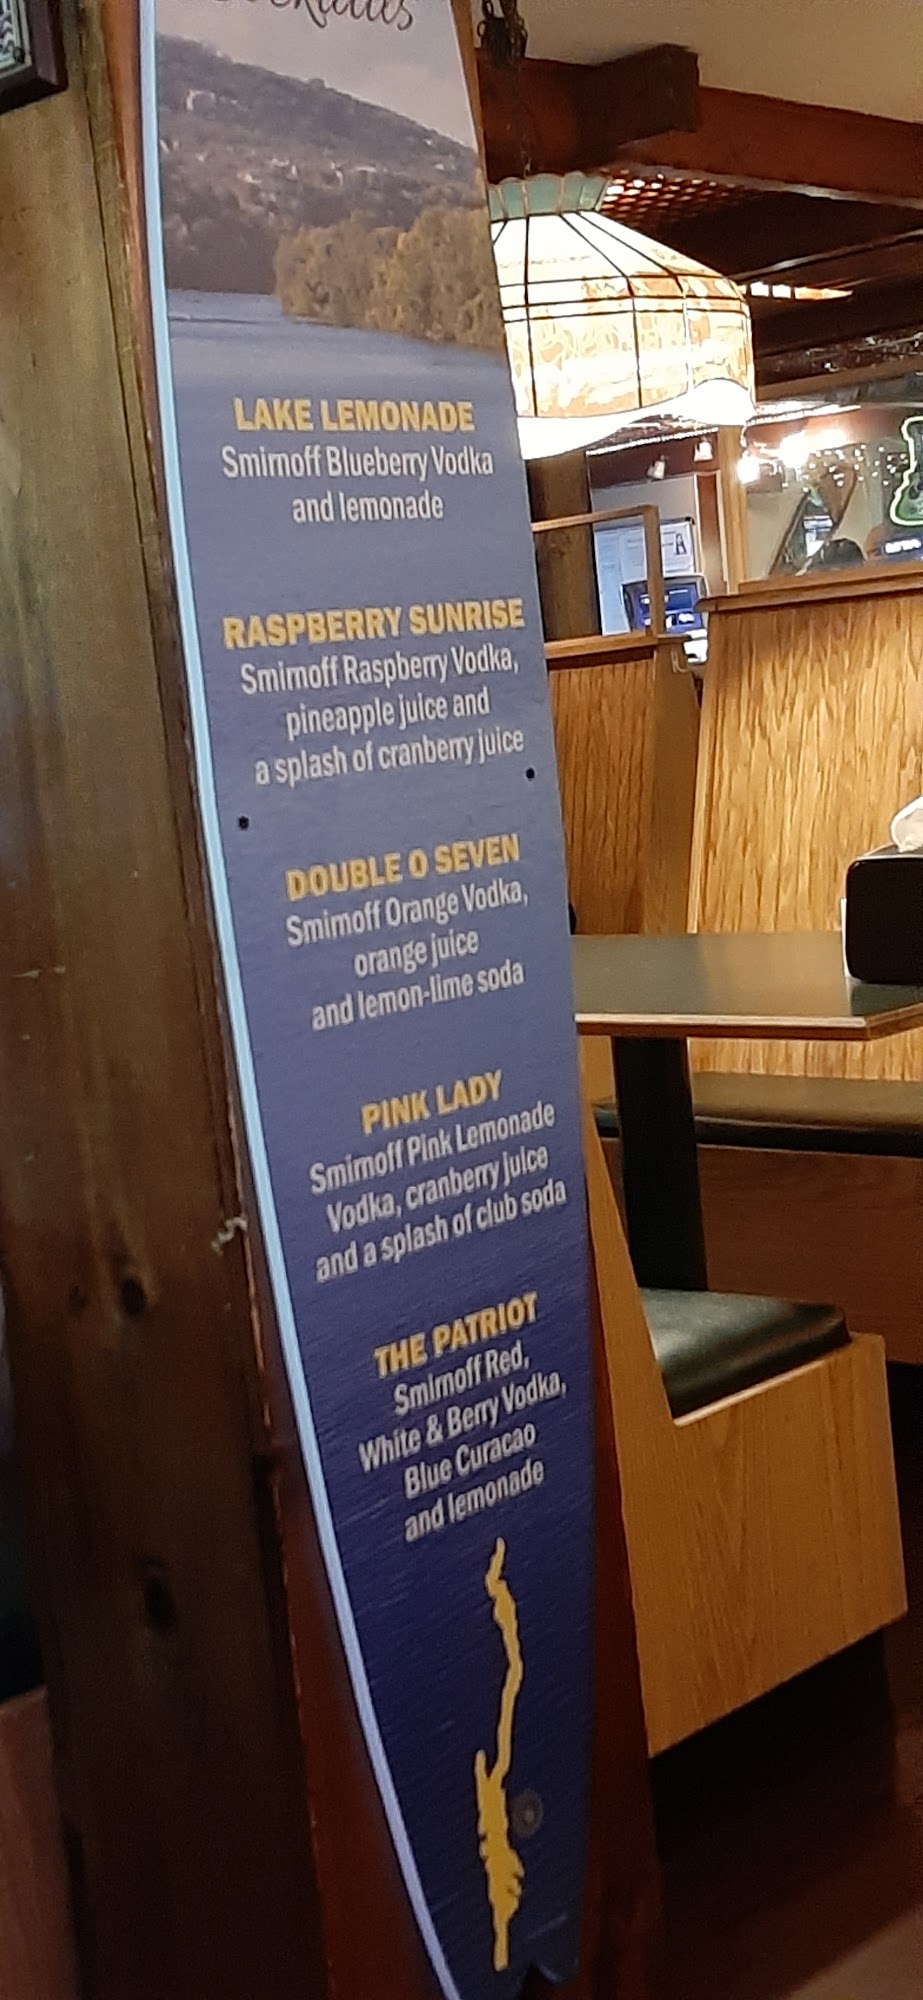 LAKE LEMONADE
Smirnoff Blueberry Vodka
and lemonade
RASPBERRY SUNRISE
Smirnoff Raspberry Vodka,
pineapple juice and
a splash of cranberry juice
DOUBLE O SEVEN
Smirnoff Orange Vodka,
orange juice
and lemon-lime soda
PINK LADY
Smirnoff Pink Lemonade
Vodka, cranberry juice
and a splash of club soda
THE PATRIOT
Smirnoff Red,
White & Berry Vodka,
Blue Curacao
and lemonade